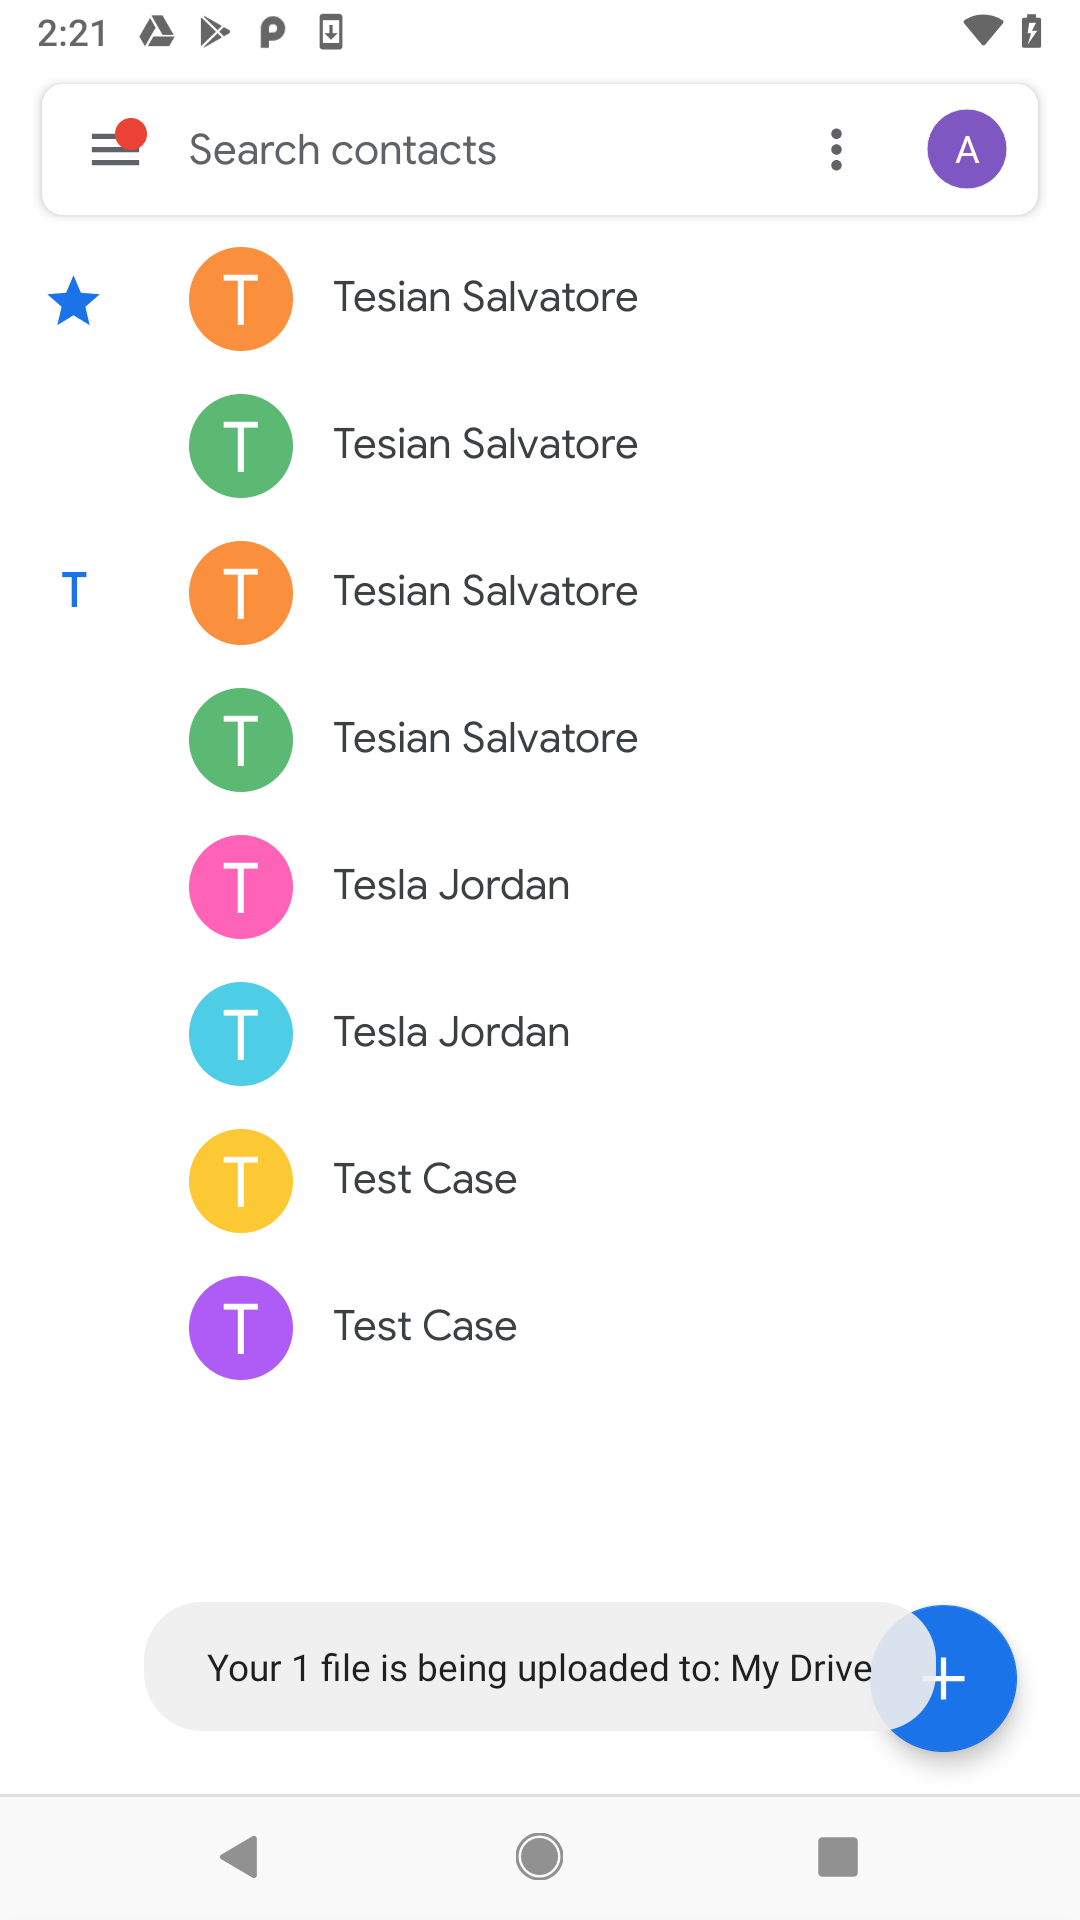 2:21
Search contacts
A
T Tesian Salvatore
T Tesian Salvatore
T
T Tesian Salvatore
T Tesian Salvatore
T Tesla Jordan
T Tesla Jordan
T Test Case
T Test Case
Your 1 file is being uploaded to: My Drive